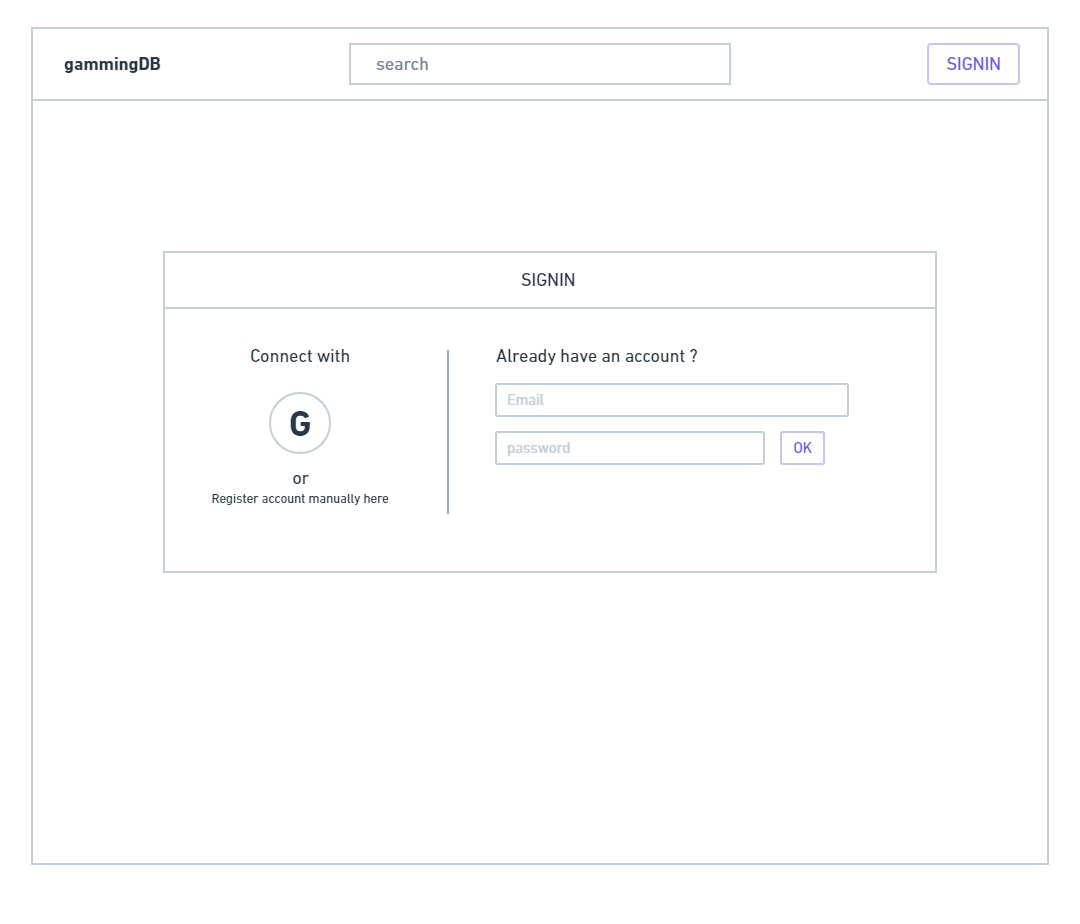 gammingDB
search
SIGNIN
SIGNIN
Connect with
G
or
Register account manually here
Already have an account ?
Email
password
OK